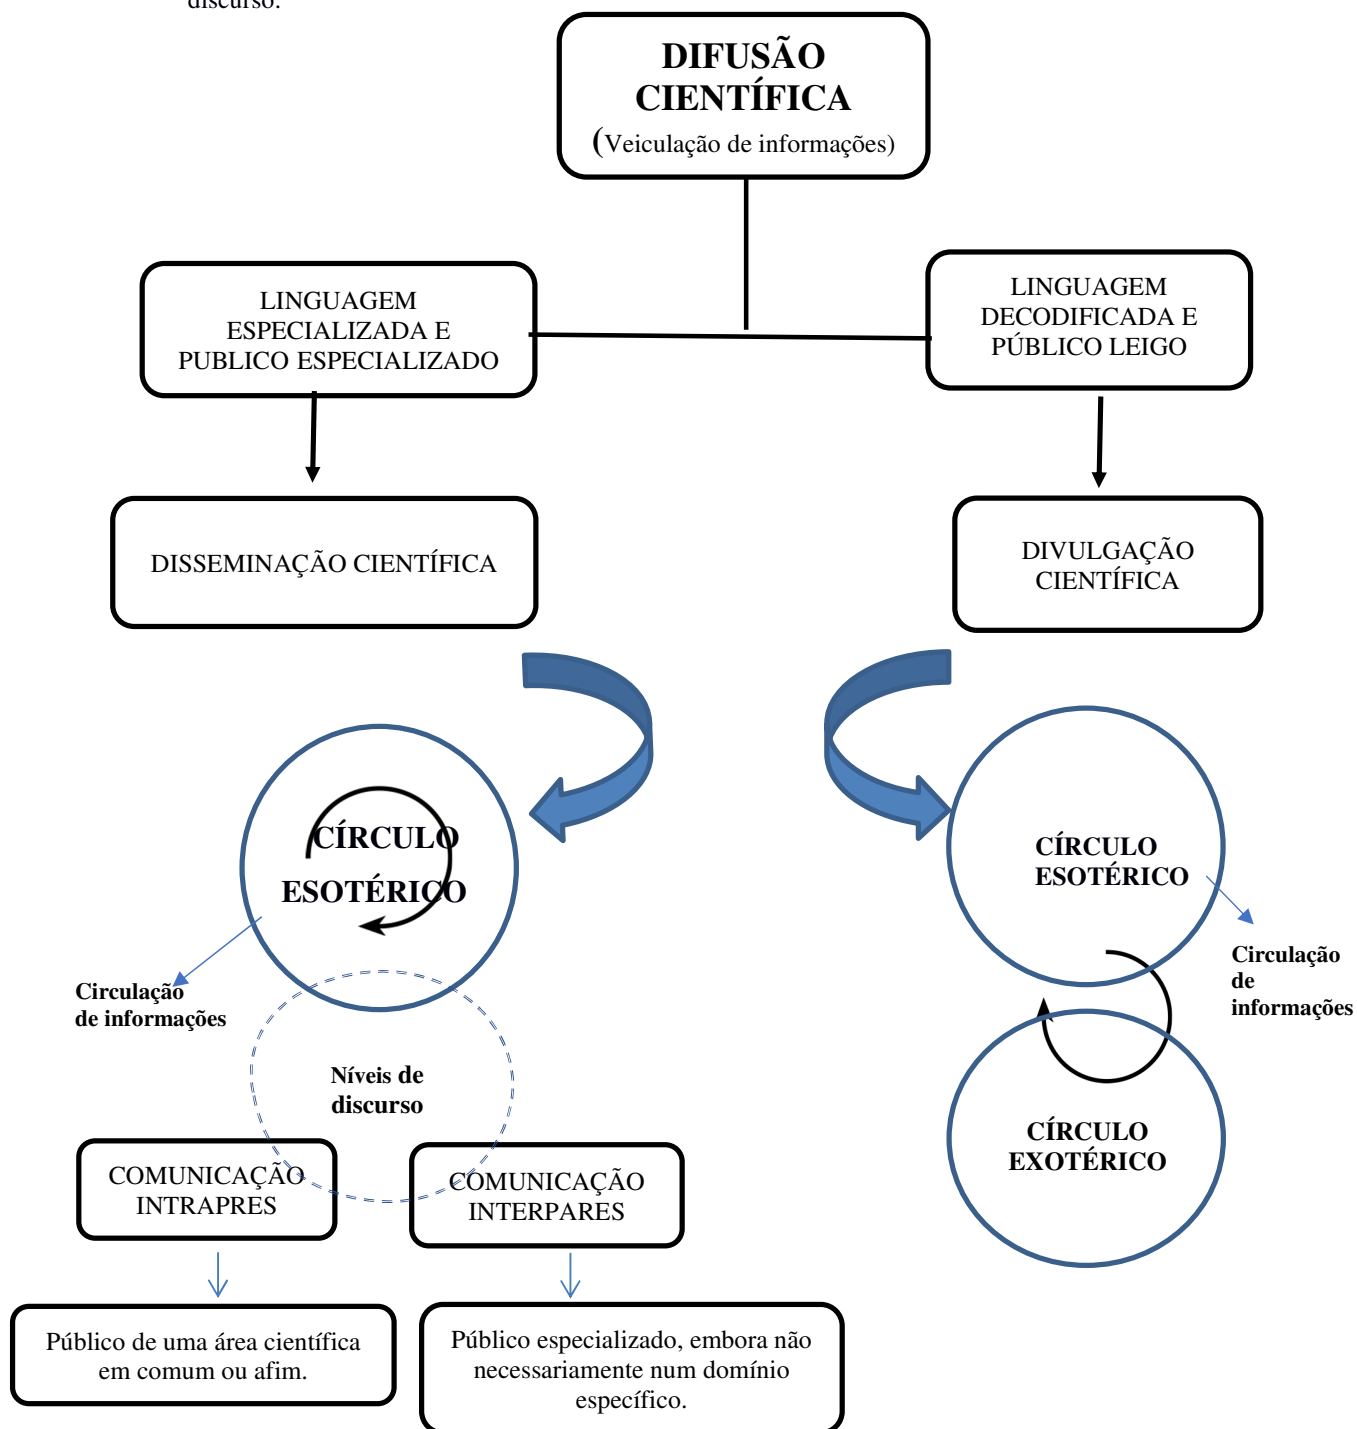 discurso.
DIFUSÃO
CIENTÍFICA
(Veiculação de informações)
LINGUAGEM
ESPECIALIZADA E
PUBLICO ESPECIALIZADO
LINGUAGEM
DECODIFICADA E
PÚBLICO LEIGO
DISSEMINAÇÃO CIENTÍFICA
DIVULGAÇÃO
CIENTÍFICA
CÍRCULO
ESOTÉRICO
CÍRCULO
ESOTÉRICO
Circulação
de informações
Circulação
de
informações
Níveis de
discurso
CÍRCULO
EXOTÉRICO
COMUNICAÇÃO
INTRAPRES
COMUNICAÇÃO
INTERPARES
Público de uma área científica
em comum ou afim.
Público especializado, embora não
necessariamente num domínio
específico.